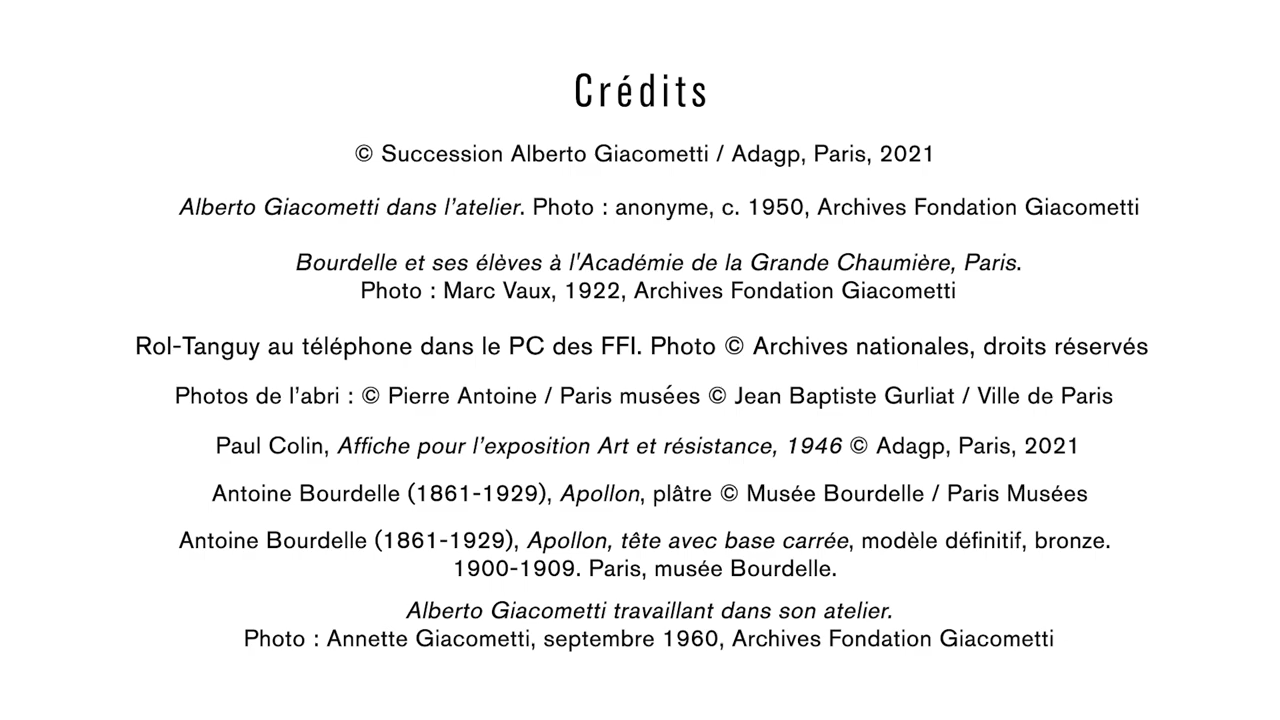 Crédits
© Succession Alberto Giacometti / Adagp, Paris, 2021
Alberto Giacometti dans l’atelier. Photo : anonyme, c. 1950, Archives Fondation Giacometti
Bourdelle et ses élèves à l'Académie de la Grande Chaumière, Paris.
Photo : Marc Vaux, 1922, Archives Fondation Giacometti
Rol-Tanguy au téléphone dans le PC des FFI. Photo © Archives nationales, droits réservés
Photos de l’abri : © Pierre Antoine / Paris musées © Jean Baptiste Gurliat / Ville de Paris
Paul Colin, Affiche pour l’exposition Art et résistance, 1946 © Adagp, Paris, 2021
Antoine Bourdelle (1861-1929), Apollon, plâtre © Musée Bourdelle / Paris Musées
Antoine Bourdelle (1861-1929), Apollon, tête avec base carrée, modèle définitif, bronze.
1900-1909. Paris, musée Bourdelle.
Alberto Giacometti travaillant dans son atelier.
Photo : Annette Giacometti, septembre 1960, Archives Fondation Giacometti